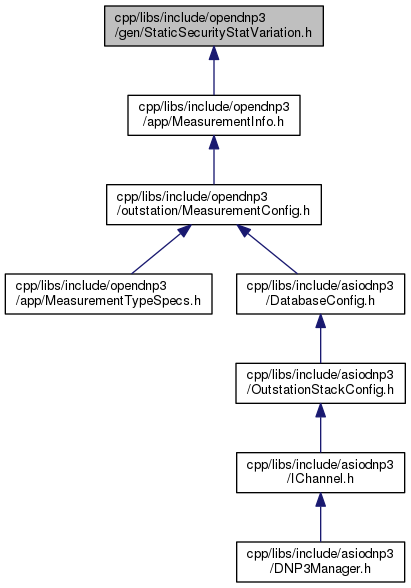 cpp/libs/include/opendnp3
/gen/StaticSecurityStatVariation.h
cpp/libs/include/opendnp3
/app/MeasurementInfo.h
cpp/libs/include/opendnp3
/outstation/MeasurementConfig.h
cpp/libs/include/opendnp3
/app/MeasurementTypeSpecs.h
cpp/libs/include/asiodnp3
/DatabaseConfig.h
cpp/libs/include/asiodnp3
/OutstationStackConfig.h
cpp/libs/include/asiodnp3
/IChannel.h
cpp/libs/include/asiodnp3
/DNP3Manager.h